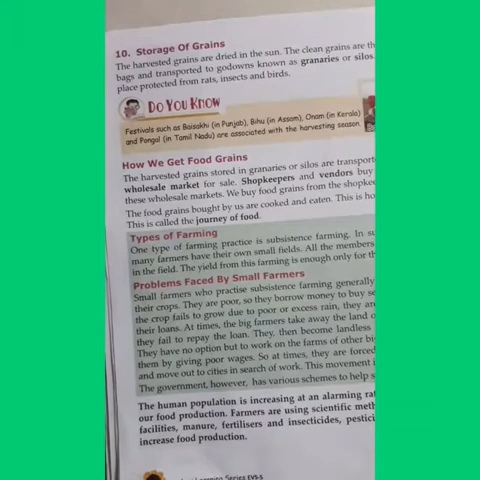 10. Storage Of Grains
The harvested grains are dried in the sun. The clean grains are
bags and transported to godowns known as granaries or silos
place protected from rats, insects and birds.
DO YOU KNOW
Festivals such as Baisakhi (in Punjab), Bihu (in Assam), Onam (in Kerala)
and Pongal (in Tamil Nadu) are associated with the harvesting season.
How We Get Food Grains
The harvested grains stored in granaries or silos are
wholesale market for sale. Shopkeepers and vendors buy
these wholesale markets. We buy food grains from the
The food grains bought by us are cooked and eaten. This is
This is called the journey of food.
Types of Farming
One type of farming practice is subsistence farming. In
many farmers have their own small fields. All the members
in the field. The yield from this farming is enough only for
Problems Faced By Small Farmers
Small farmers who practise subsistence farming generally
their crops. They are poor, so they borrow money to buy
the crop fails to grow due to poor or excess rain, they
their loans. At times, the big farmers take away the land
they fail to repay the loan. They, then become landless
They have no option but to work on the farms of other
them by giving poor wages. So at times, they are forced
and move out to cities in search of work. This movement
The government, however, has various schemes to help
The human population is increasing at an alarming
our food production. Farmers are using scientific
facilities, manure, fertilisers and insecticides,
increase food production.
Learning Series EVS-5